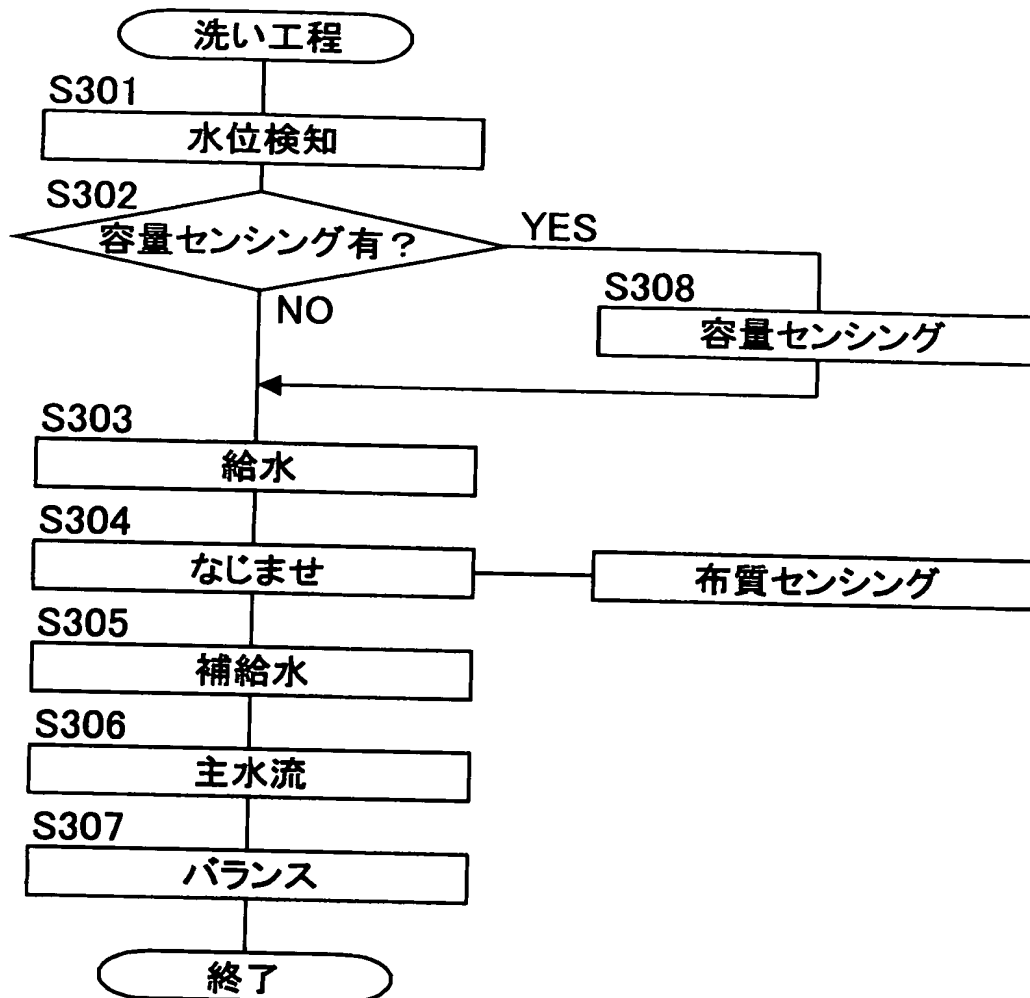 洗い工程
S301
水位検知
S302
容量センシング有?
YES
NO
S308
容量センシング
S303
給水
S304
なじませ
布質センシング
S305
補給水
S306
主水流
S307
バランス
終了